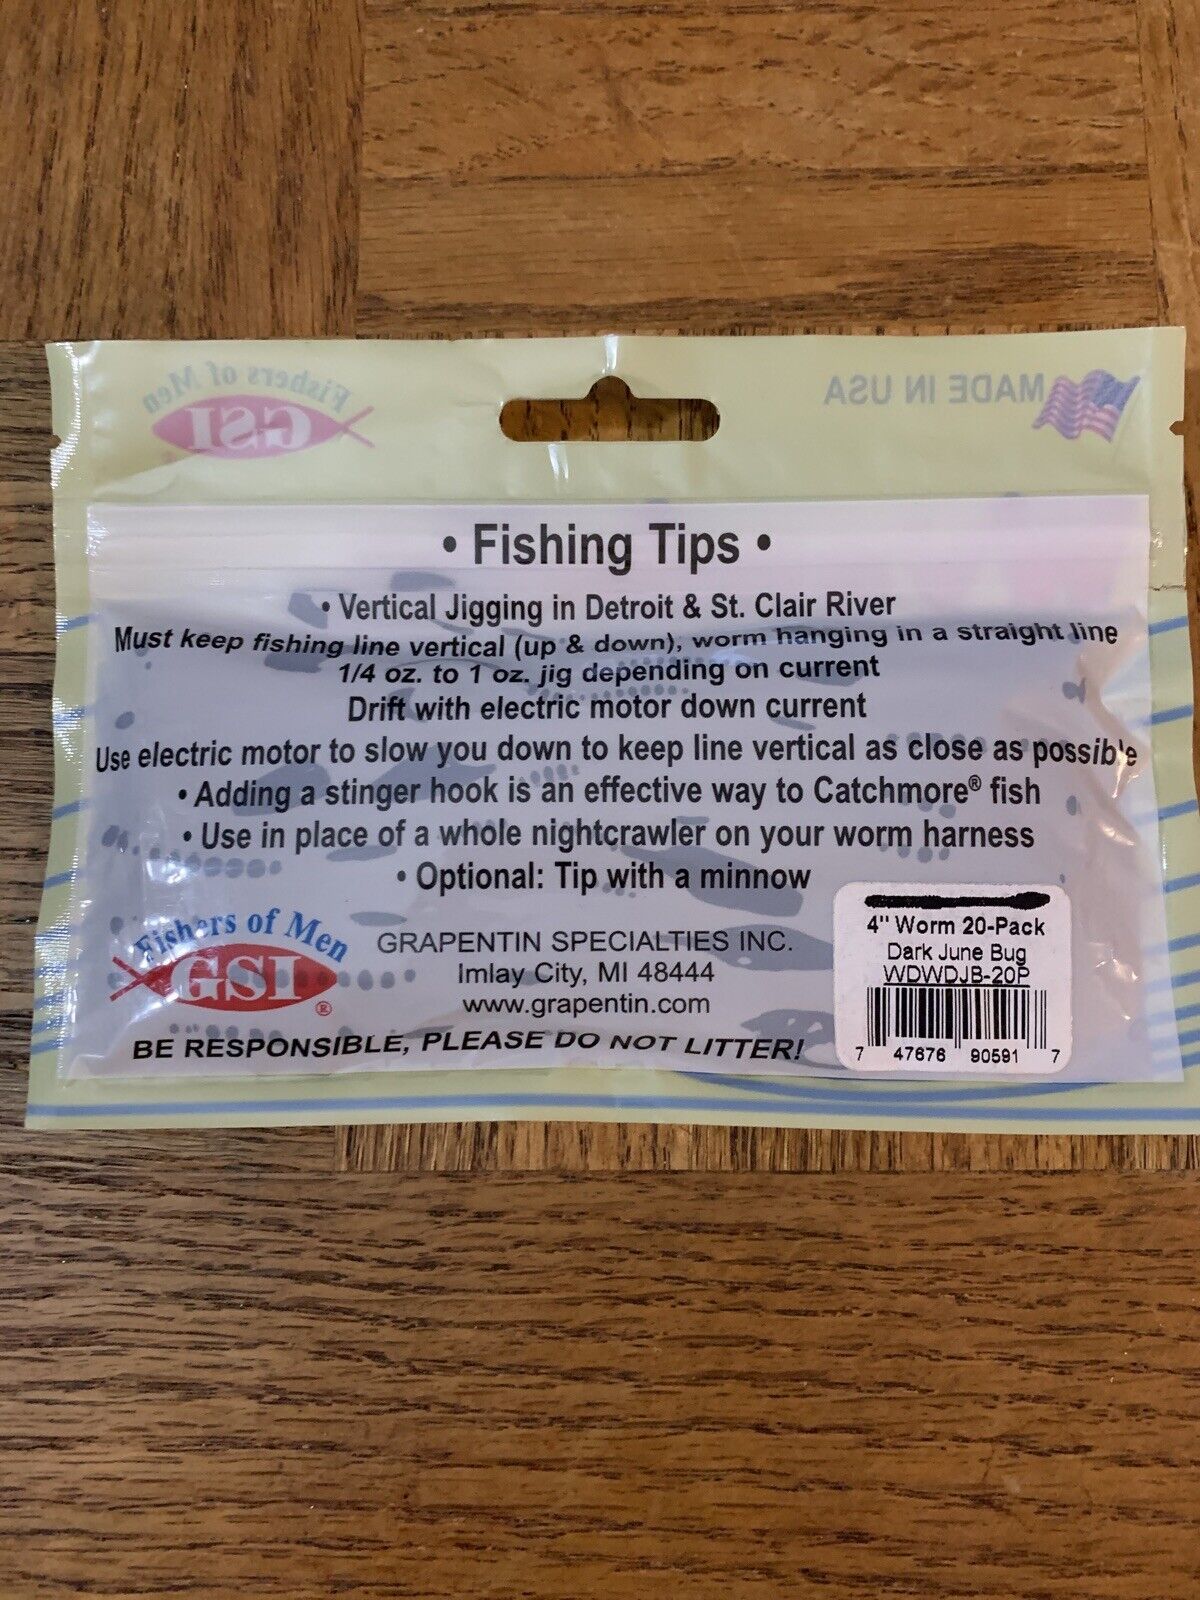 Fishers of Men
GSI
MADE IN USA
• Fishing Tips •
• Vertical Jigging in Detroit & St. Clair River
Must keep fishing line vertical (up & down), worm hanging in a straight line
1/4 oz. to 1 oz. jig depending on current
Drift with electric motor down current
Use electric motor to slow you down to keep line vertical as close as possible
• Adding a stinger hook is an effective way to Catchmore® fish
• Use in place of a whole nightcrawler on your worm harness
• Optional: Tip with a minnow
Fishers of Men
GSI®
GRAPENTIN SPECIALTIES INC.
Imlay City, MI 48444
www.grapentin.com
BE RESPONSIBLE, PLEASE DO NOT LITTER!
4" Worm 20-Pack
Dark June Bug
WDWDJB-20P
7 47676 90591 7